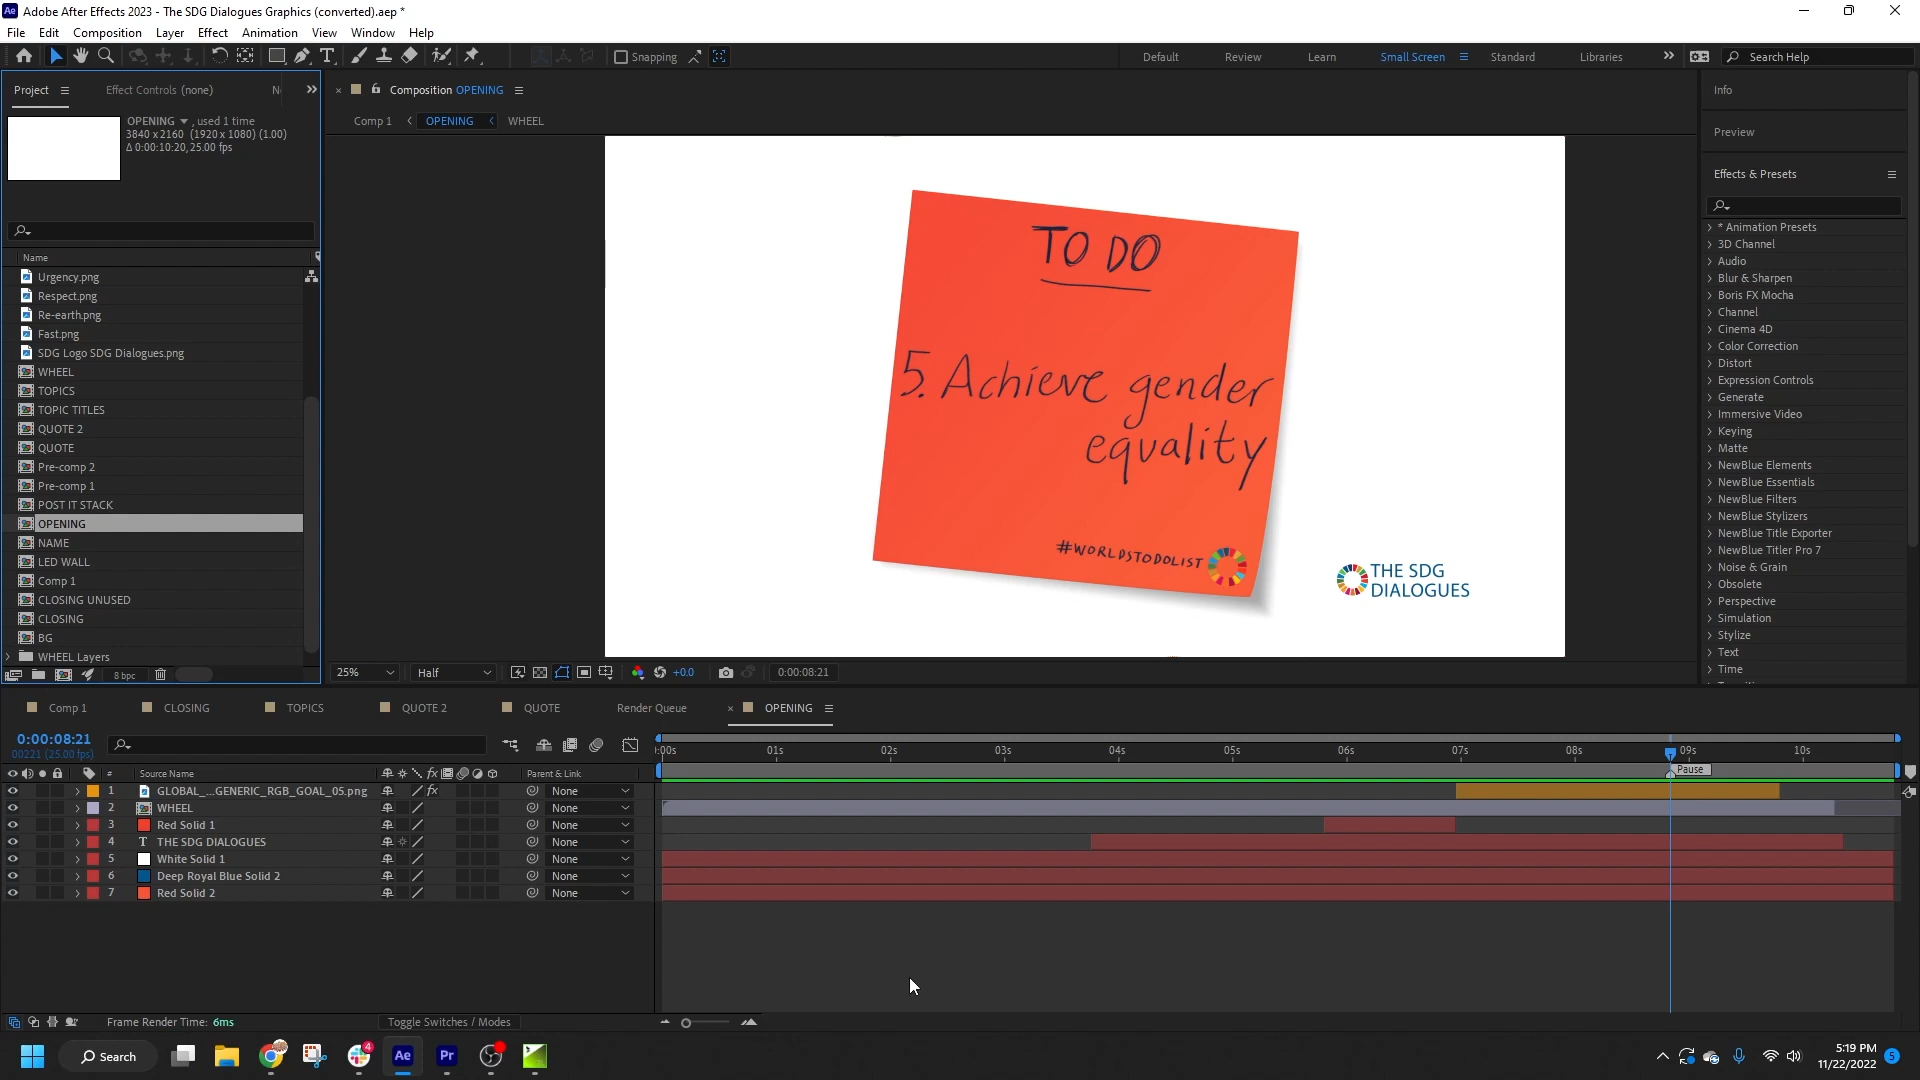 Adobe After Effects 2023 - The SDG Dialogues Graphics (converted).aep *
File Edit Composition Layer Effect Animation View Window Help
Snapping
Default Review Learn Small Screen Standard Libraries Search Help
Project Effect Controls (none)
OPENING , used 1 time
3840 x 2160 (1920 x 1080) (1.00)
Δ 0:00:10:20, 25.00 fps
Name
Urgency.png
Respect.png
Re-earth.png
Fast.png
SDG Logo SDG Dialogues.png
WHEEL
TOPICS
TOPIC TITLES
QUOTE 2
QUOTE
Pre-comp 2
Pre-comp 1
POST IT STACK
OPENING
NAME
LED WALL
Comp 1
CLOSING UNUSED
CLOSING
BG
WHEEL Layers
8 bpc
Composition OPENING
Comp 1 OPENING WHEEL
TO DO
5. Achieve gender
equality
#WORLDSTODOLIST
THE SDG
DIALOGUES
25% Half +0.0 0:00:08:21
Info
Preview
Effects & Presets
* Animation Presets
3D Channel
Audio
Blur & Sharpen
Boris FX Mocha
Channel
Cinema 4D
Color Correction
Distort
Expression Controls
Generate
Immersive Video
Keying
Matte
NewBlue Elements
NewBlue Essentials
NewBlue Filters
NewBlue Stylizers
NewBlue Title Exporter
NewBlue Titler Pro 7
Noise & Grain
Obsolete
Perspective
Simulation
Stylize
Text
Time
Comp 1 CLOSING TOPICS QUOTE 2 QUOTE Render Queue OPENING
0:00:08:21
00221 (25.00 fps)
:00s 01s 02s 03s 04s 05s 06s 07s 08s 09s 10s
Pause
# Source Name Parent & Link
1 GLOBAL_...GENERIC_RGB_GOAL_05.png None
2 WHEEL None
3 Red Solid 1 None
4 THE SDG DIALOGUES None
5 White Solid 1 None
6 Deep Royal Blue Solid 2 None
7 Red Solid 2 None
Frame Render Time: 6ms Toggle Switches / Modes
Search 4 Ae Pr 5:19 PM
11/22/2022 5